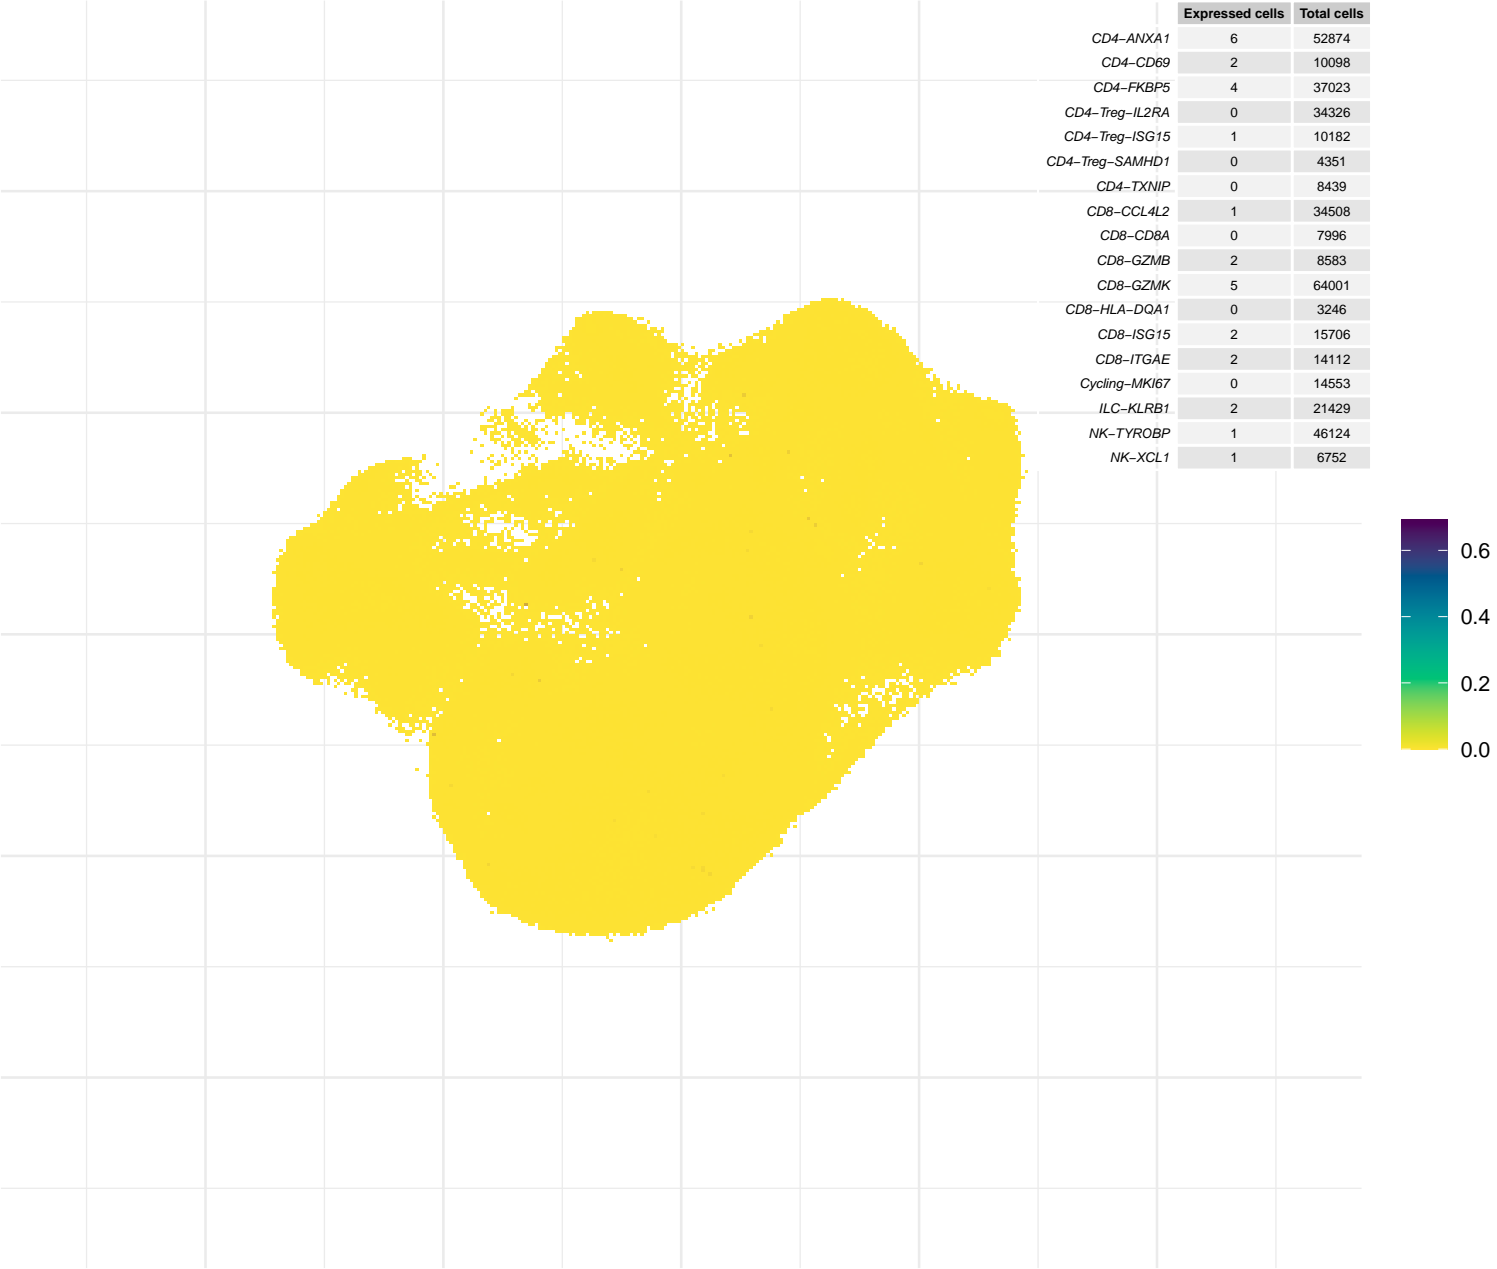 Expressed cells Total cells
CD4−ANXA1 6 52874
CD4−CD69 2 10098
CD4−FKBP5 4 37023
CD4−Treg−IL2RA 0 34326
CD4−Treg−ISG15 1 10182
CD4−Treg−SAMHD1 0 4351
CD4−TXNIP 0 8439
CD8−CCL4L2 1 34508
CD8−CD8A 0 7996
CD8−GZMB 2 8583
CD8−GZMK 5 64001
CD8−HLA−DQA1 0 3246
CD8−ISG15 2 15706
CD8−ITGAE 2 14112
Cycling−MKI67 0 14553
ILC−KLRB1 2 21429
NK−TYROBP 1 46124
NK−XCL1 1 6752
0.6
0.4
0.2
0.0